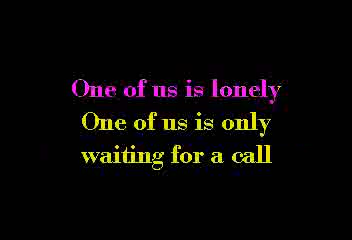 One of us is lonely
One of us is only
waiting for a call